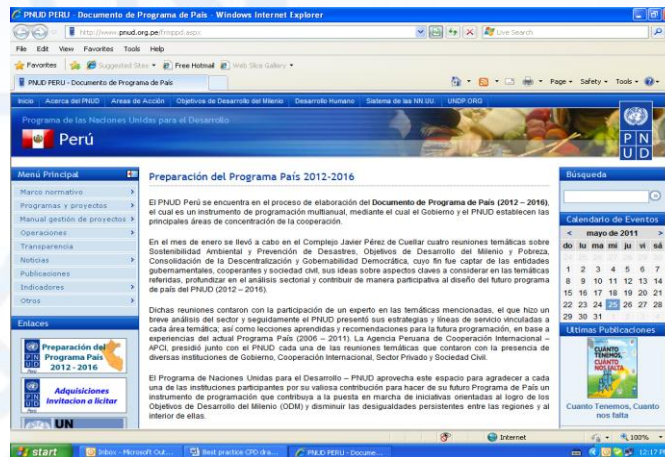 PNUD PERU - Documento de Programa de País - Windows Internet Explorer
http://www.pnud.org.pe/frmppd.aspx
Live Search
File Edit View Favorites Tools Help
Favorites Suggested Sites Free Hotmail Web Slice Gallery
PNUD PERU - Documento de Programa de País
Page Safety Tools
Inicio Acerca del PNUD Areas de Acción Objetivos de Desarrollo del Milenio Desarrollo Humano Sistema de las NN.UU. UNDP.ORG
Programa de las Naciones Unidas para el Desarrollo
Perú
P N
U D
Menú Principal
Marco normativo
Programas y proyectos
Manual gestión de proyectos
Operaciones
Transparencia
Noticias
Publicaciones
Indicadores
Otros
Enlaces
Preparación del
Programa País
2012 - 2016
Adquisiciones
Invitacion a licitar
UN
Preparación del Programa País 2012-2016
El PNUD Perú se encuentra en el proceso de elaboración del Documento de Programa de País (2012 – 2016),
el cual es un instrumento de programación multianual, mediante el cual el Gobierno y el PNUD establecen las
principales áreas de concentración de la cooperación.
En el mes de enero se llevó a cabo en el Complejo Javier Pérez de Cuellar cuatro reuniones temáticas sobre
Sostenibilidad Ambiental y Prevención de Desastres, Objetivos de Desarrollo del Milenio y Pobreza,
Consolidación de la Descentralización y Gobernabilidad Democrática, cuyo fin fue captar de las entidades
gubernamentales, cooperantes y sociedad civil, sus ideas sobre aspectos claves a considerar en las temáticas
referidas, profundizar en el análisis sectorial y contribuir de manera participativa al diseño del futuro programa
de país del PNUD (2012 – 2016).
Dichas reuniones contaron con la participación de un experto en las temáticas mencionadas, el que hizo un
breve análisis del sector y seguidamente el PNUD presentó sus estrategias y líneas de servicio vinculadas a
cada área temática; así como lecciones aprendidas y recomendaciones para la futura programación, en base a
experiencias del actual Programa País (2006 – 2011). La Agencia Peruana de Cooperación Internacional –
APCI, presidió junto con el PNUD cada una de las reuniones temáticas que contaron con la presencia de
diversas instituciones de Gobierno, Cooperación Internacional, Sector Privado y Sociedad Civil.
El Programa de Naciones Unidas para el Desarrollo – PNUD aprovecha este espacio para agradecer a cada
una de las instituciones participantes por su valiosa contribución para hacer de su futuro Programa de País un
instrumento de programación que contribuya a la puesta en marcha de iniciativas orientadas al logro de los
Objetivos de Desarrollo del Milenio (ODM) y disminuir las desigualdades persistentes entre las regiones y al
interior de ellas.
Búsqueda
Calendario de Eventos
< mayo de 2011 >
do lu ma mi ju vi sá
1 2 3 4 5 6 7
8 9 10 11 12 13 14
15 16 17 18 19 20 21
22 23 24 25 26 27 28
29 30 31
Ultimas Publicaciones
CUÁNTO
TENEMOS,
CUÁNTO
NOS FALTA
Cuanto Tenemos, Cuanto
nos falta
Internet 100%
start Inbox - Microsoft Out... Best practice CPD dra... PNUD PERU - Docume... 12:17 PM